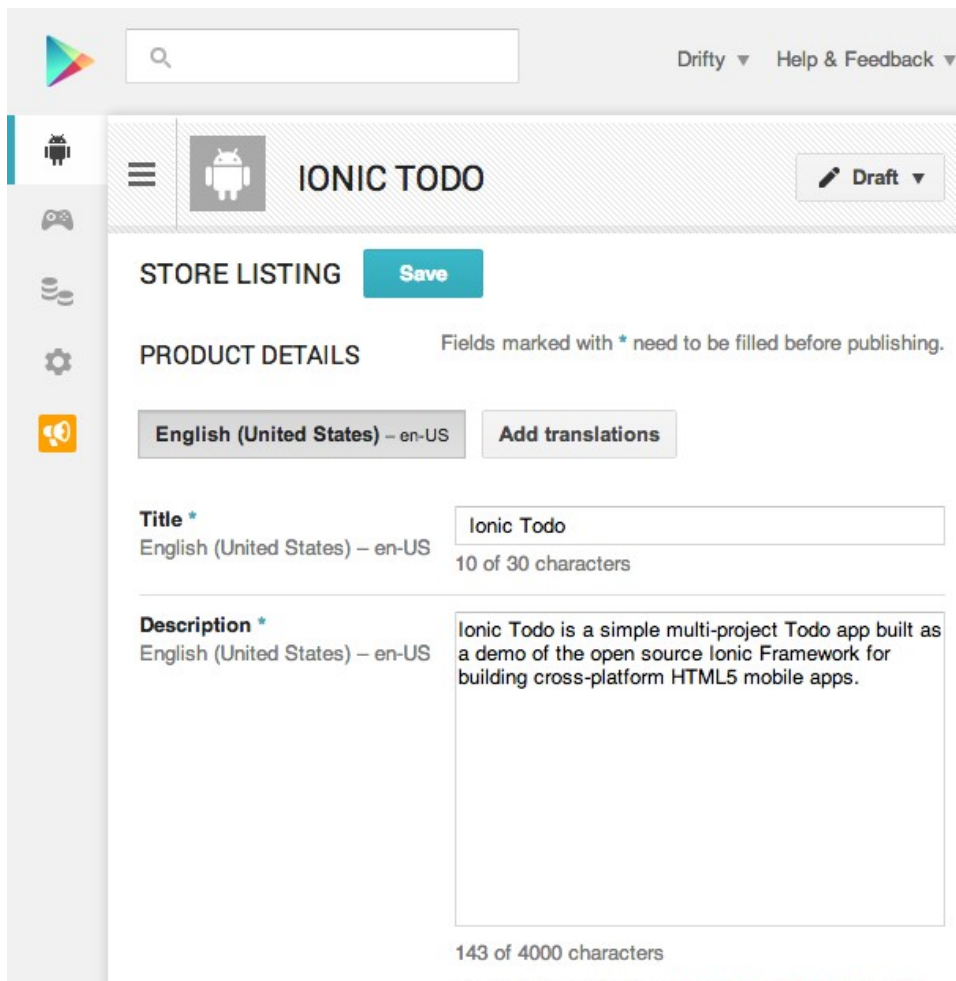 Drifty ▼ Help & Feedback ▼
IONIC TODO
Draft ▼
STORE LISTING
Save
PRODUCT DETAILS
Fields marked with * need to be filled before publishing.
English (United States) – en-US
Add translations
Title *
English (United States) – en-US
Ionic Todo
10 of 30 characters
Description *
English (United States) – en-US
Ionic Todo is a simple multi-project Todo app built as
a demo of the open source Ionic Framework for
building cross-platform HTML5 mobile apps.
143 of 4000 characters